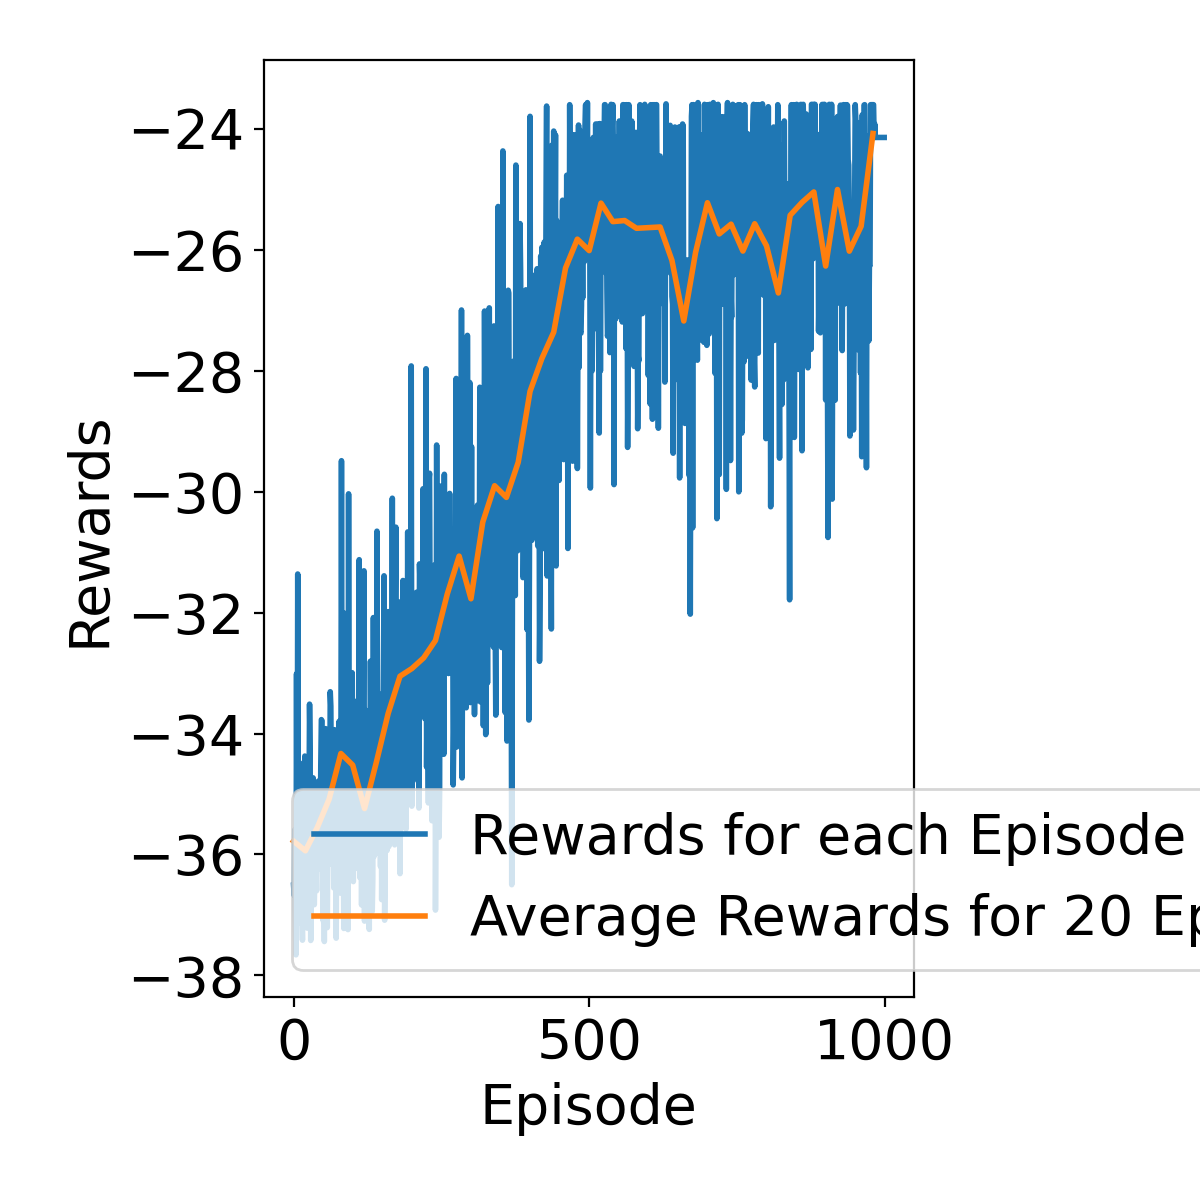 Rewards
−24
−26
−28
−30
−32
−34
−36
−38
Rewards for each Episode
Average Rewards for 20 Ep
0 500 1000
Episode